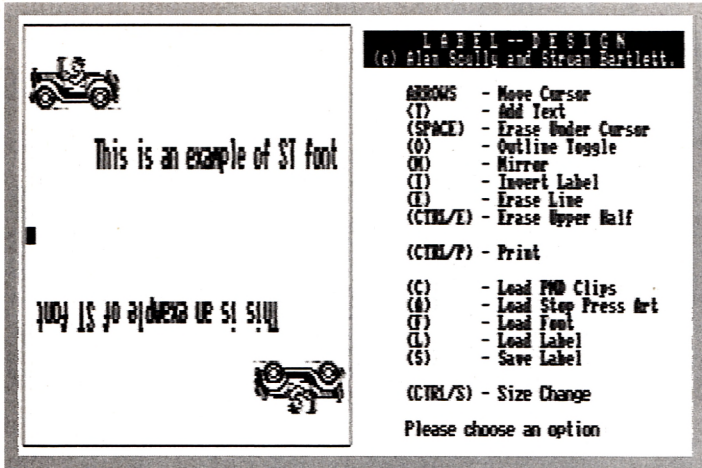 This is an example of ST font
This is an example of ST font
LABEL -- DESIGN
(c) Alan Scully and Struan Bartlett.
ARROWS - Move Cursor
(T) - Add Text
(SPACE) - Erase Under Cursor
(O) - Outline Toggle
(M) - Mirror
(I) - Invert Label
(E) - Erase Line
(CTRL/E) - Erase Upper Half
(CTRL/P) - Print
(C) - Load PMD Clips
(A) - Load Stop Press Art
(F) - Load Font
(L) - Load Label
(S) - Save Label
(CTRL/S) - Size Change
Please choose an option